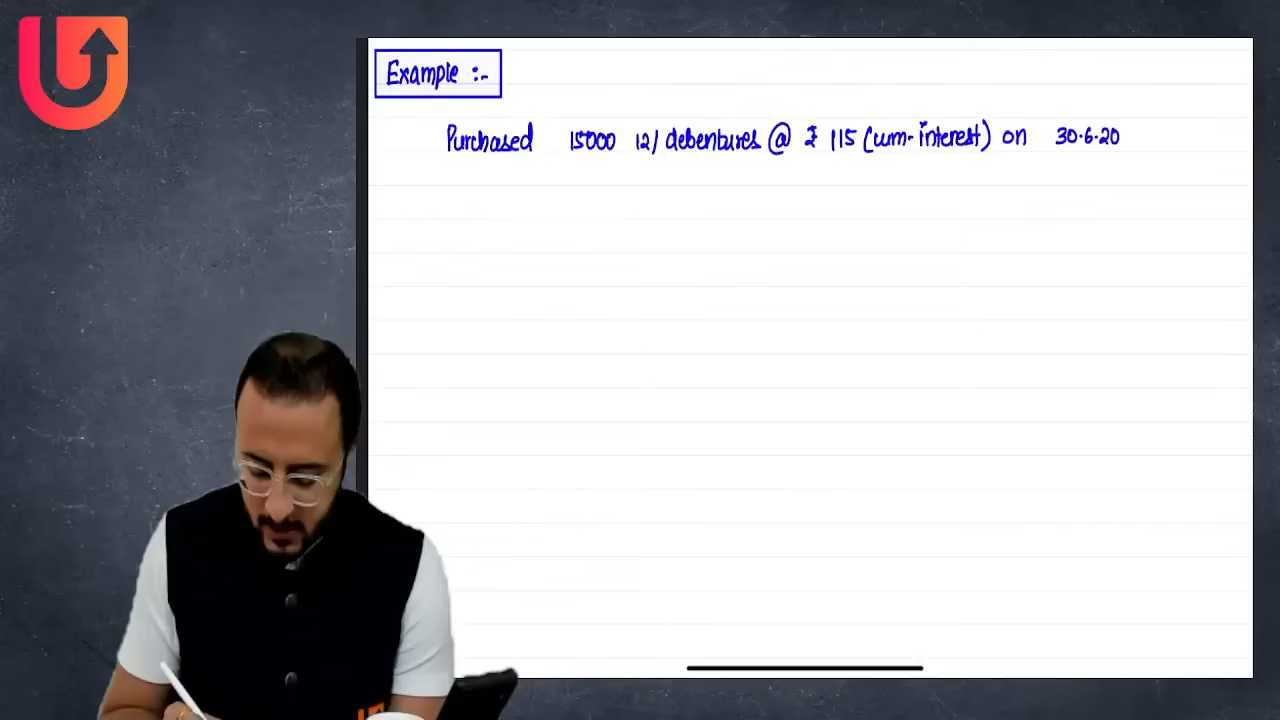 Example :-
Purchased 15000 12% debentures @ ₹ 115 (cum-interest) on 30.6.20